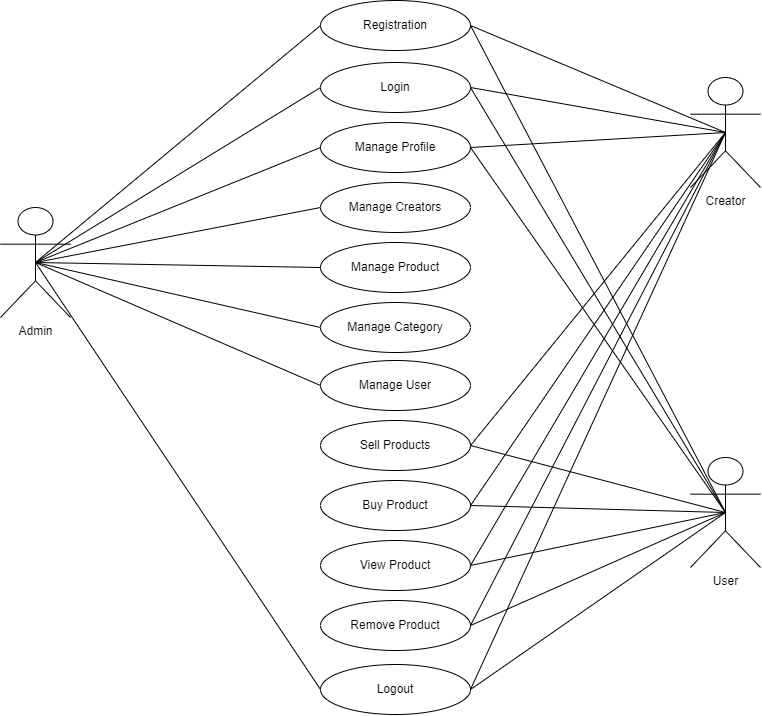 Registration
Login
Manage Profile
Manage Creators
Manage Product
Manage Category
Manage User
Sell Products
Buy Product
View Product
Remove Product
Logout
Admin
Creator
User